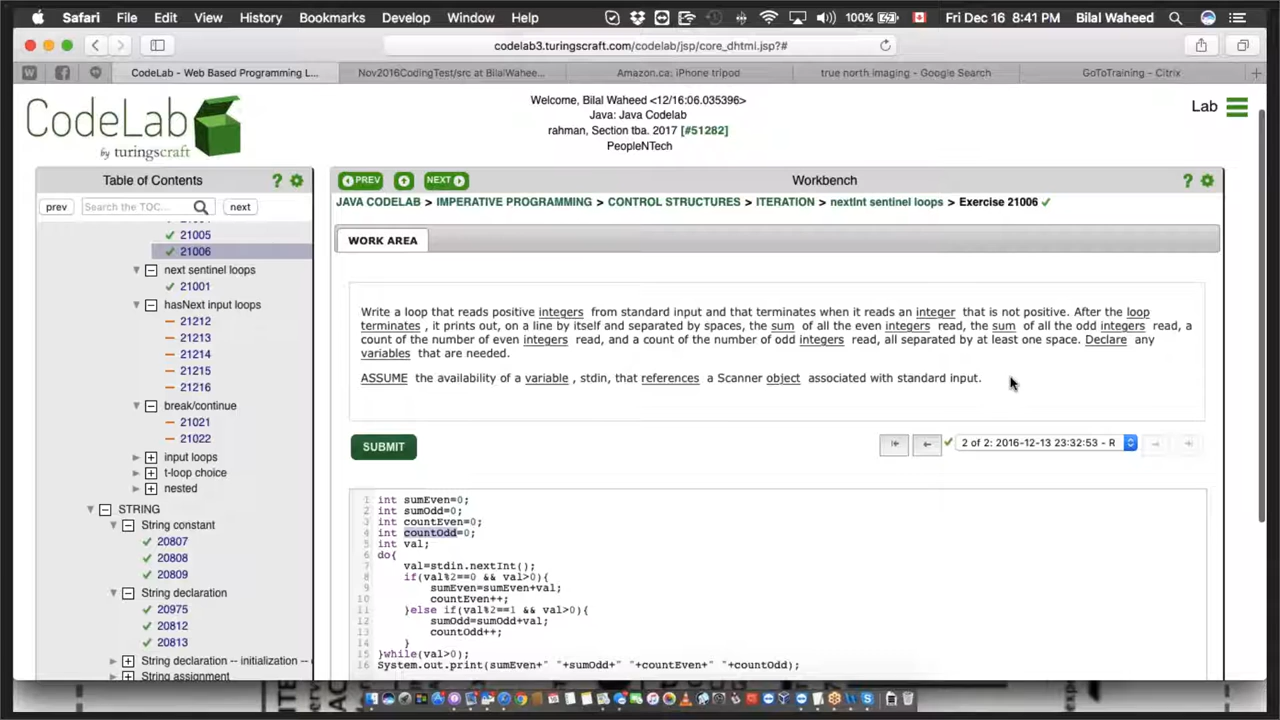 Safari File Edit View History Bookmarks Develop Window Help 100% Fri Dec 16 8:41 PM Bilal Waheed
codelab3.turingscraft.com/codelab/jsp/core_dhtml.jsp?#
CodeLab - Web Based Programming L... Nov2016CodingTest/src at BilalWahee... Amazon.ca: iPhone tripod true north imaging - Google Search GoToTraining - Citrix
CodeLab
by turingscraft
Welcome, Bilal Waheed <12/16:06.035396>
Java: Java Codelab
rahman, Section tba. 2017 [#51282]
PeopleNTech
Lab
Table of Contents ?
prev Search the TOC... next
21005
21006
next sentinel loops
21001
hasNext input loops
21212
21213
21214
21215
21216
break/continue
21021
21022
input loops
t-loop choice
nested
STRING
String constant
20807
20808
20809
String declaration
20975
20812
20813
String declaration -- initialization --
String assignment
PREV NEXT Workbench ?
JAVA CODELAB > IMPERATIVE PROGRAMMING > CONTROL STRUCTURES > ITERATION > nextInt sentinel loops > Exercise 21006
WORK AREA
Write a loop that reads positive integers from standard input and that terminates when it reads an integer that is not positive. After the loop
terminates , it prints out, on a line by itself and separated by spaces, the sum of all the even integers read, the sum of all the odd integers read, a
count of the number of even integers read, and a count of the number of odd integers read, all separated by at least one space. Declare any
variables that are needed.
ASSUME the availability of a variable , stdin, that references a Scanner object associated with standard input.
SUBMIT 2 of 2: 2016-12-13 23:32:53 - R
1 int sumEven=0;
2 int sumOdd=0;
3 int countEven=0;
4 int countOdd=0;
5 int val;
6 do{
7 val=stdin.nextInt();
8 if(val%2==0 && val>0){
9 sumEven=sumEven+val;
10 countEven++;
11 }else if(val%2==1 && val>0){
12 sumOdd=sumOdd+val;
13 countOdd++;
14 }
15 }while(val>0);
16 System.out.print(sumEven+" "+sumOdd+" "+countEven+" "+countOdd);